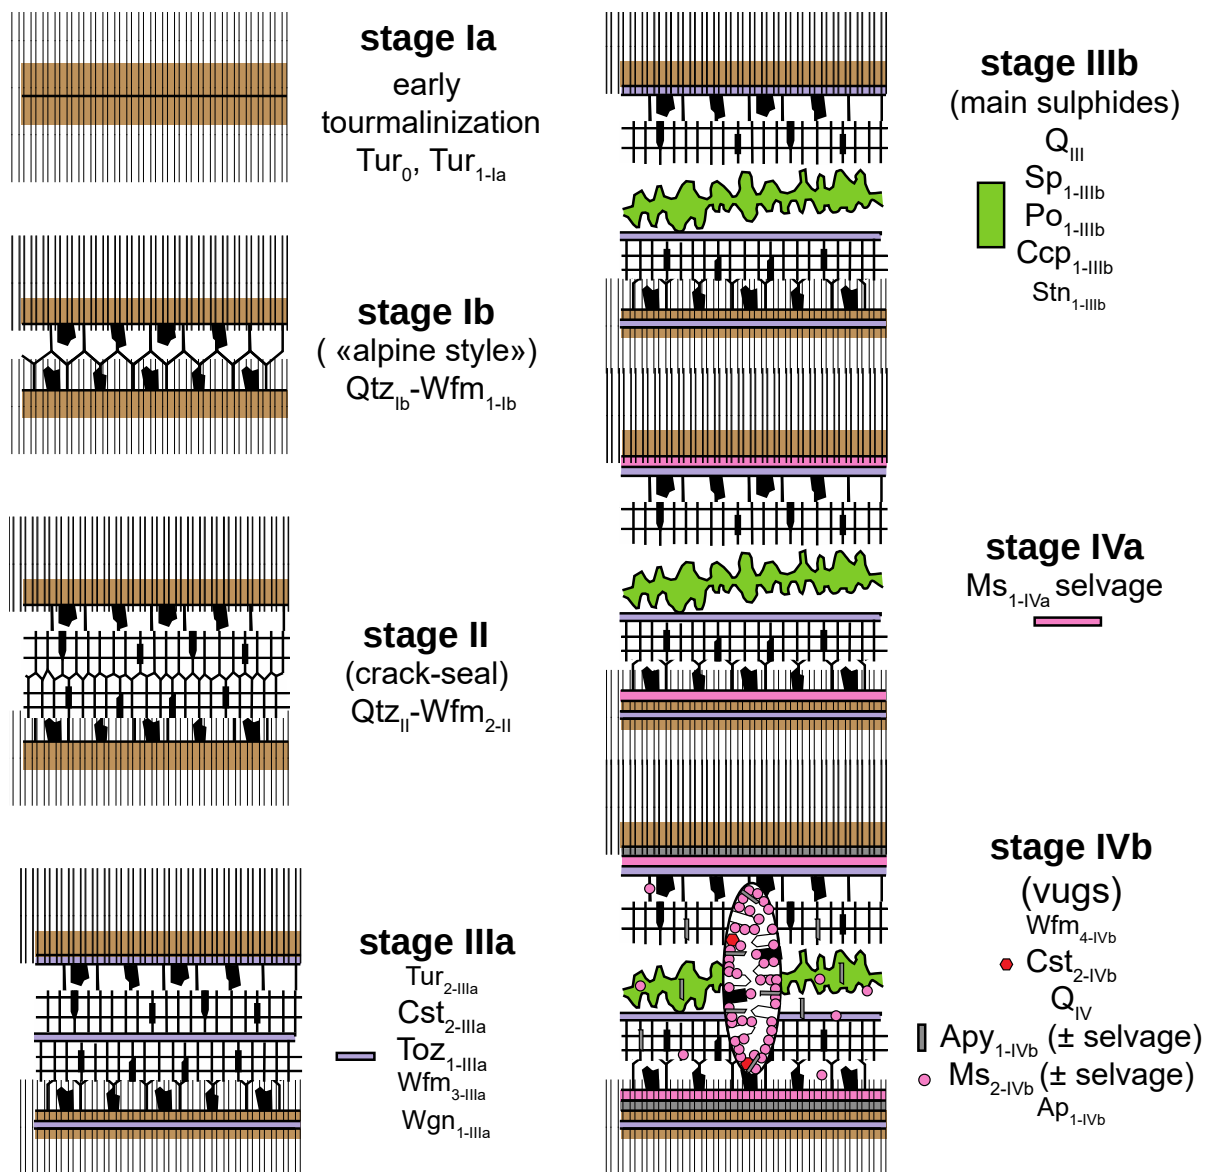 stage Ia
early
tourmalinization
Tur0, Tur1-Ia
stage Ib
( «alpine style»)
QtzIb-Wfm1-Ib
stage II
(crack-seal)
QtzII-Wfm2-II
stage IIIa
Tur2-IIIa
Cst2-IIIa
Toz1-IIIa
Wfm3-IIIa
Wgn1-IIIa
stage IIIb
(main sulphides)
QIII
Sp1-IIIb
Po1-IIIb
Ccp1-IIIb
Stn1-IIIb
stage IVa
Ms1-IVa selvage
stage IVb
(vugs)
Wfm4-IVb
Cst2-IVb
QIV
Apy1-IVb (± selvage)
Ms2-IVb (± selvage)
Ap1-IVb